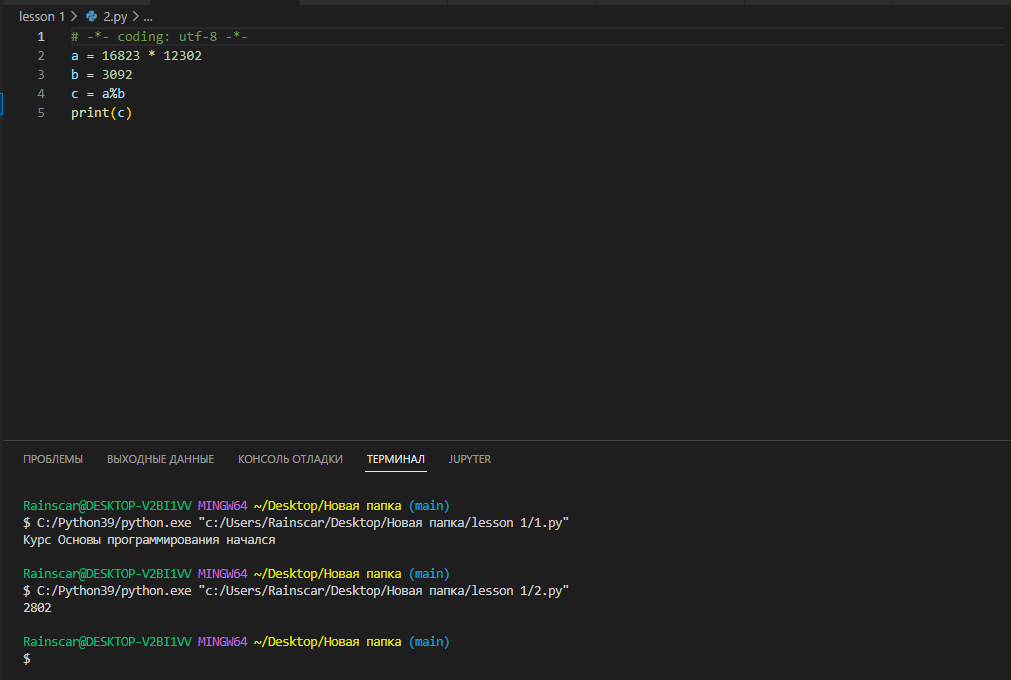 lesson 1 > 2.py > ...
1 # -*- coding: utf-8 -*-
2 a = 16823 * 12302
3 b = 3092
4 c = a%b
5 print(c)
ПРОБЛЕМЫ ВЫХОДНЫЕ ДАННЫЕ КОНСОЛЬ ОТЛАДКИ ТЕРМИНАЛ JUPYTER
Rainscar@DESKTOP-V2BI1VV MINGW64 ~/Desktop/Новая папка (main)
$ C:/Python39/python.exe "c:/Users/Rainscar/Desktop/Новая папка/lesson 1/1.py"
Курс Основы программирования начался
Rainscar@DESKTOP-V2BI1VV MINGW64 ~/Desktop/Новая папка (main)
$ C:/Python39/python.exe "c:/Users/Rainscar/Desktop/Новая папка/lesson 1/2.py"
2802
Rainscar@DESKTOP-V2BI1VV MINGW64 ~/Desktop/Новая папка (main)
$